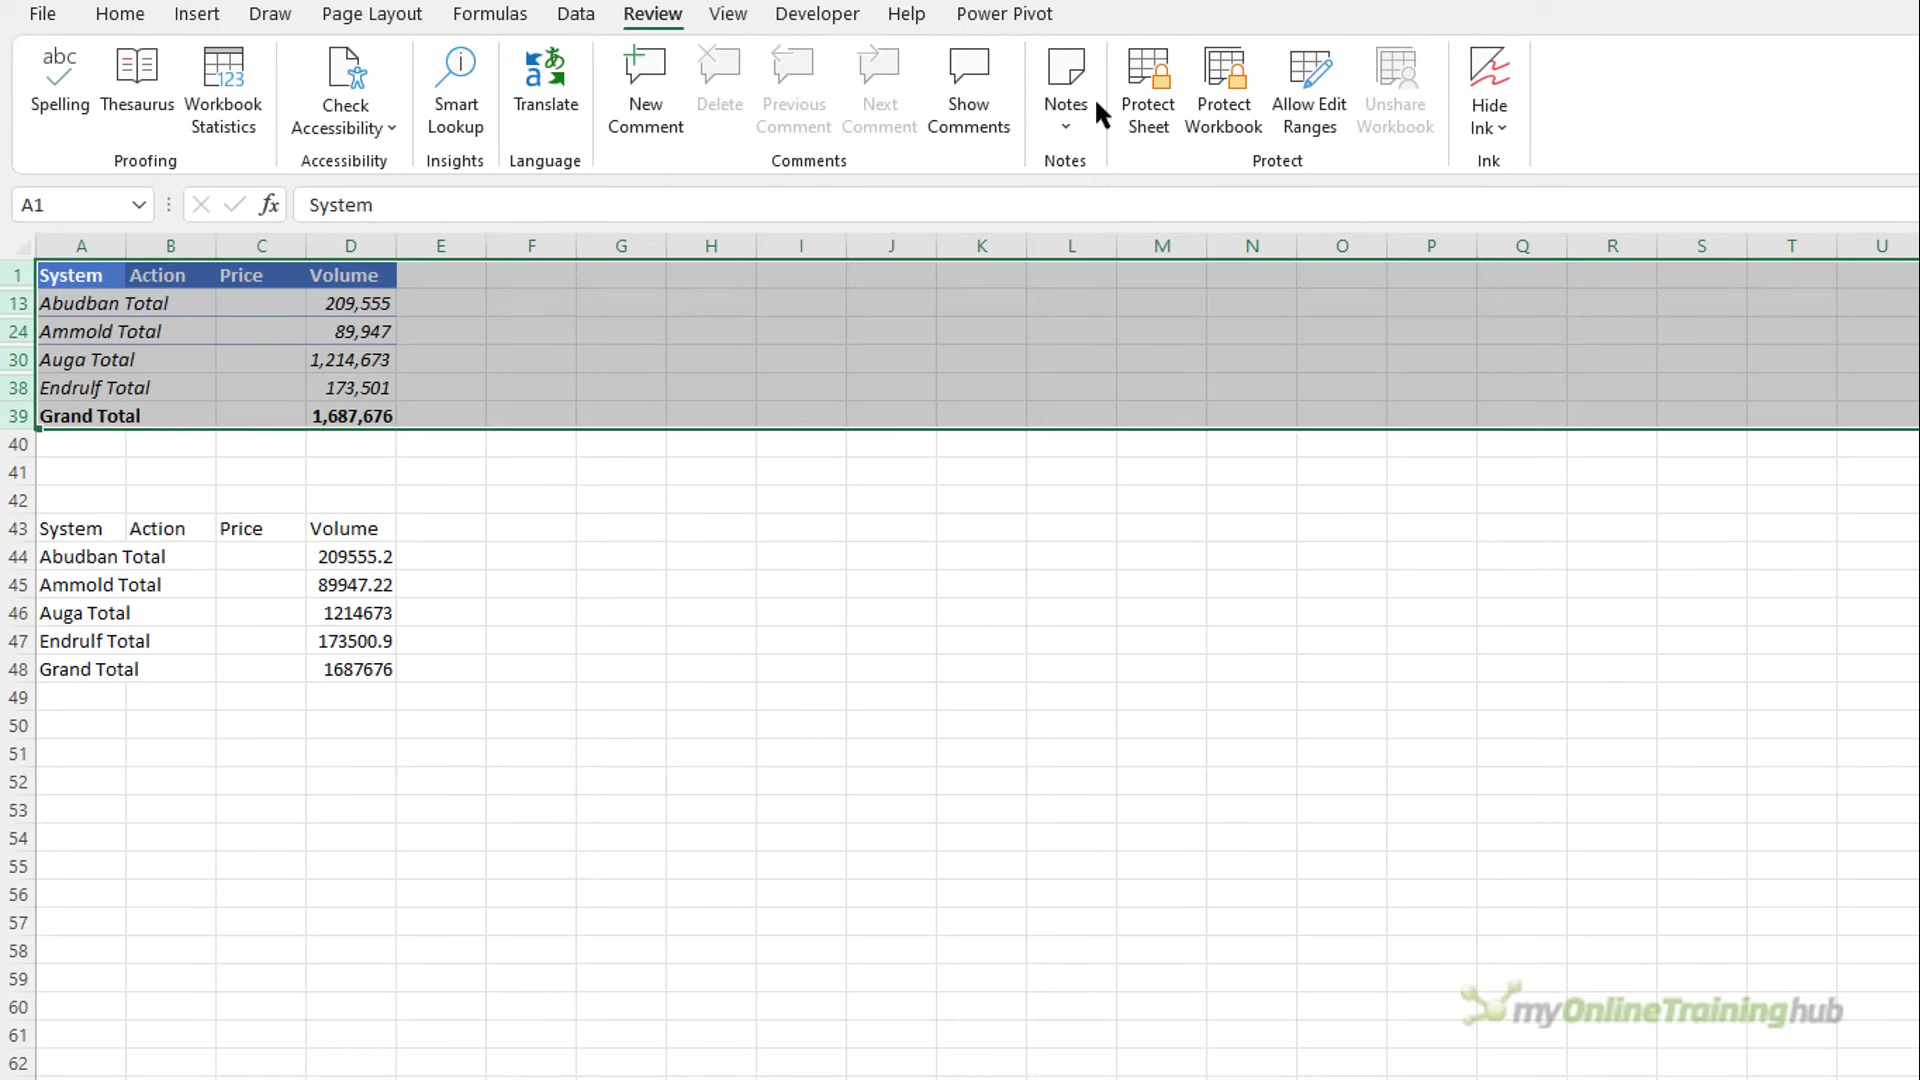 File Home Insert Draw Page Layout Formulas Data Review View Developer Help Power Pivot
abc Spelling
Thesaurus
123 Workbook Statistics
Proofing
Check Accessibility
Accessibility
Smart Lookup
Insights
Translate
Language
New Comment
Delete
Previous Comment
Next Comment
Show Comments
Comments
Notes
Notes
Protect Sheet
Protect Workbook
Allow Edit Ranges
Unshare Workbook
Protect
Hide Ink
Ink
A1 fx System
A B C D E F G H I J K L M N O P Q R S T U
1 System Action Price Volume
13 Abudban Total 209,555
24 Ammold Total 89,947
30 Auga Total 1,214,673
38 Endrulf Total 173,501
39 Grand Total 1,687,676
40
41
42
43 System Action Price Volume
44 Abudban Total 209555.2
45 Ammold Total 89947.22
46 Auga Total 1214673
47 Endrulf Total 173500.9
48 Grand Total 1687676
49
50
51
52
53
54
55
56
57
58
59
60
61
62
myOnlineTraininghub